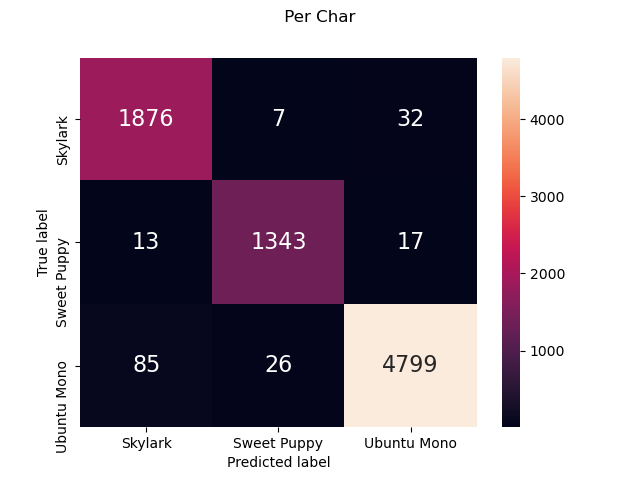 Per Char
Skylark 1876 7 32
Sweet Puppy 13 1343 17
Ubuntu Mono 85 26 4799
True label
Skylark Sweet Puppy Ubuntu Mono
Predicted label
4000
3000
2000
1000